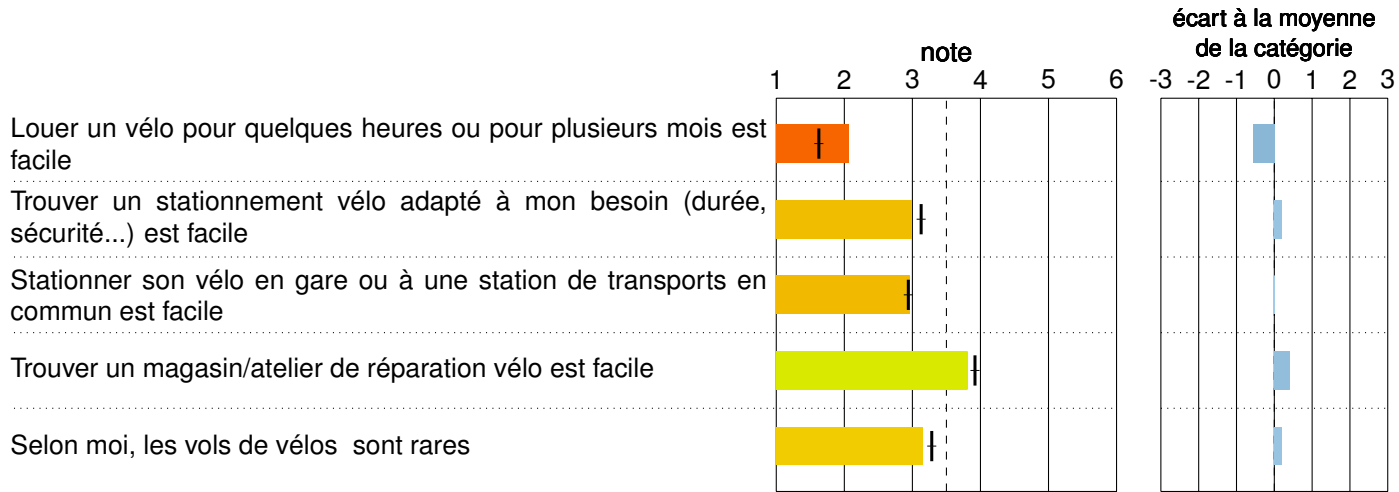 écart à la moyenne
note de la catégorie
1 2 3 4 5 6 -3 -2 -1 0 1 2 3
Louer un vélo pour quelques heures ou pour plusieurs mois est
facile
Trouver un stationnement vélo adapté à mon besoin (durée,
sécurité...) est facile
Stationner son vélo en gare ou à une station de transports en
commun est facile
Trouver un magasin/atelier de réparation vélo est facile
Selon moi, les vols de vélos sont rares